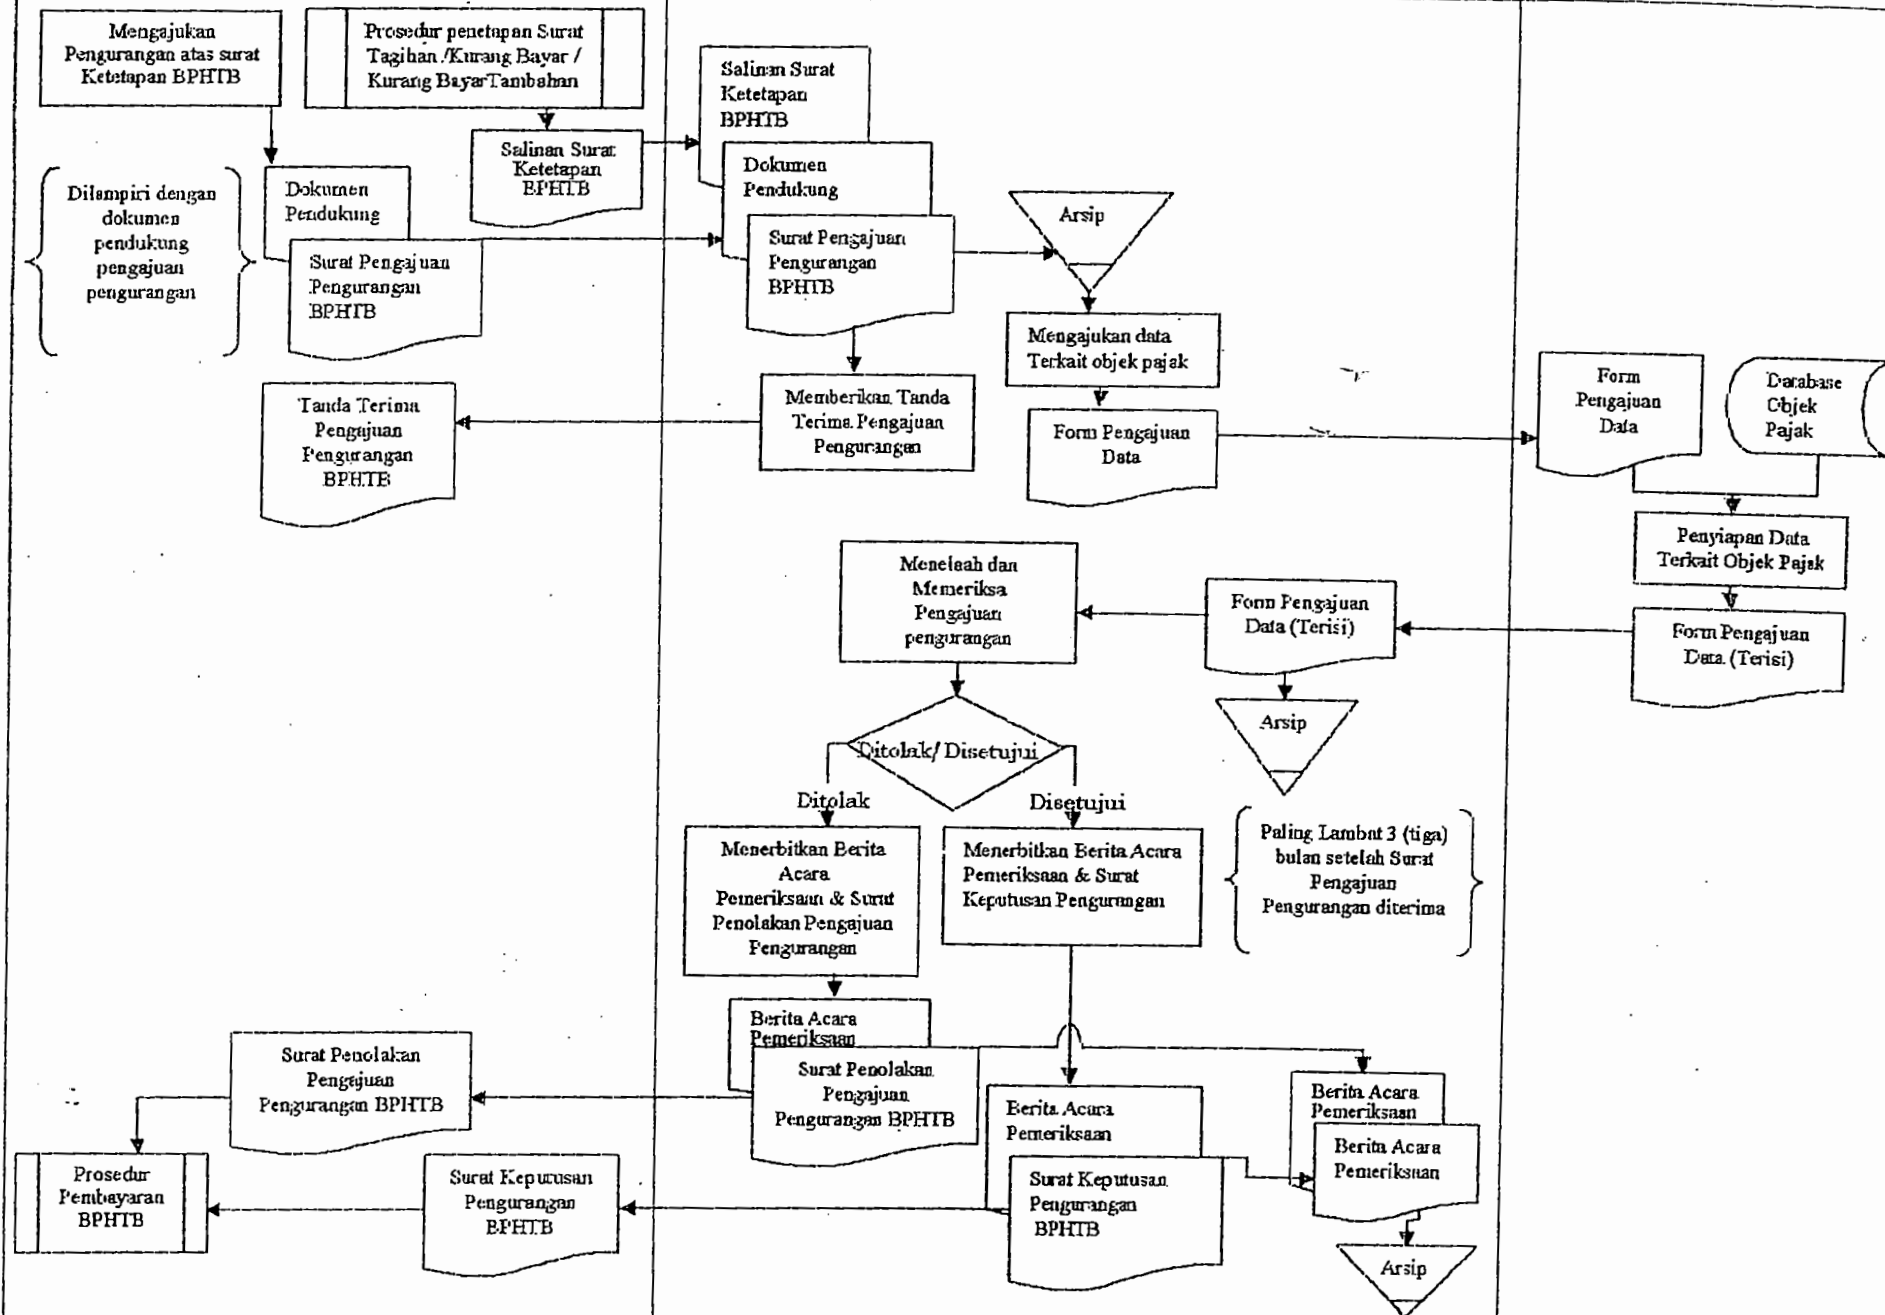 Mengajukan
Pengurangan atas surat
Ketetapan BPHTB
Prosedur penetapan Surat
Tagihan /Kurang Bayar /
Kurang Bayar Tambahan
Salinan Surat
Ketetapan
BPHTB
Salinan Surat
Ketetapan
BPHTB
Dilampiri dengan
dokumen
pendukung
pengajuan
pengurangan
Dokumen
Pendukung
Surat Pengajuan
Pengurangan
BPHTB
Dokumen
Pendukung
Surat Pengajuan
Pengurangan
BPHTB
Arsip
Mengajukan data
Terkait objek pajak
Memberikan Tanda
Terima Pengajuan
Pengurangan
Tanda Terima
Pengajuan
Pengurangan
BPHTB
Form Pengajuan
Data
Form
Pengajuan
Data
Database
Objek
Pajak
Penyiapan Data
Terkait Objek Pajak
Form Pengajuan
Data (Terisi)
Form Pengajuan
Data (Terisi)
Menelaah dan
Memeriksa
Pengajuan
pengurangan
Arsip
Ditolak/ Disetujui
Ditolak
Disetujui
Menerbitkan Berita
Acara
Pemeriksaan & Surat
Penolakan Pengajuan
Pengurangan
Menerbitkan Berita Acara
Pemeriksaan & Surat
Keputusan Pengurangan
Paling Lambat 3 (tiga)
bulan setelah Surat
Pengajuan
Pengurangan diterima
Berita Acara
Pemeriksaan
Surat Penolakan
Pengajuan
Pengurangan BPHTB
Surat Penolakan
Pengajuan
Pengurangan BPHTB
Berita Acara
Pemeriksaan
Surat Keputusan
Pengurangan
BPHTB
Berita Acara
Pemeriksaan
Berita Acara
Pemeriksaan
Prosedur
Pembayaran
BPHTB
Surat Keputusan
Pengurangan
BPHTB
Arsip